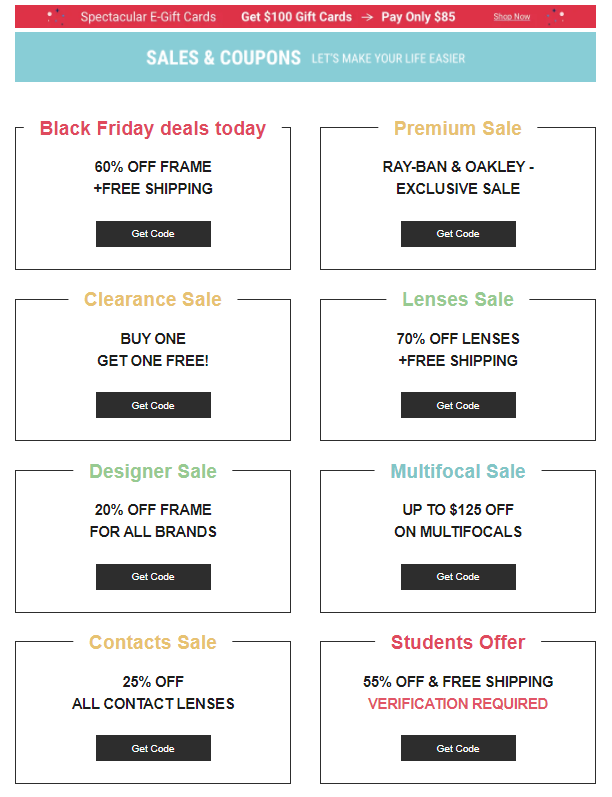 Spectacular E-Gift Cards Get $100 Gift Cards → Pay Only $85 Shop Now
SALES & COUPONS LET'S MAKE YOUR LIFE EASIER
Black Friday deals today
60% OFF FRAME
+FREE SHIPPING
Get Code
Premium Sale
RAY-BAN & OAKLEY -
EXCLUSIVE SALE
Get Code
Clearance Sale
BUY ONE
GET ONE FREE!
Get Code
Lenses Sale
70% OFF LENSES
+FREE SHIPPING
Get Code
Designer Sale
20% OFF FRAME
FOR ALL BRANDS
Get Code
Multifocal Sale
UP TO $125 OFF
ON MULTIFOCALS
Get Code
Contacts Sale
25% OFF
ALL CONTACT LENSES
Get Code
Students Offer
55% OFF & FREE SHIPPING
VERIFICATION REQUIRED
Get Code